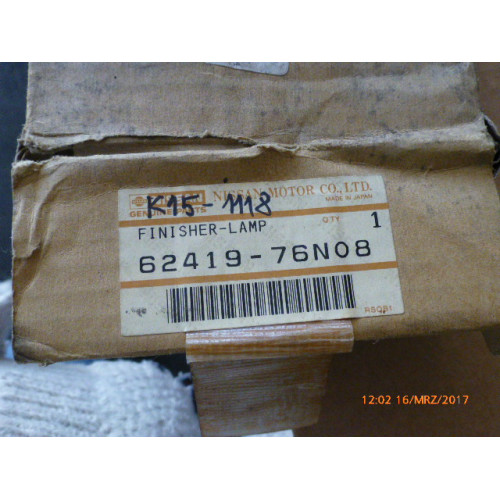 NISSAN MOTOR CO., LTD.
MADE IN JAPAN
K15-1118
GENUINE PARTS
FINISHER-LAMP
QTY 1
62419-76N08
RSGB1
12:02 16/MRZ/2017